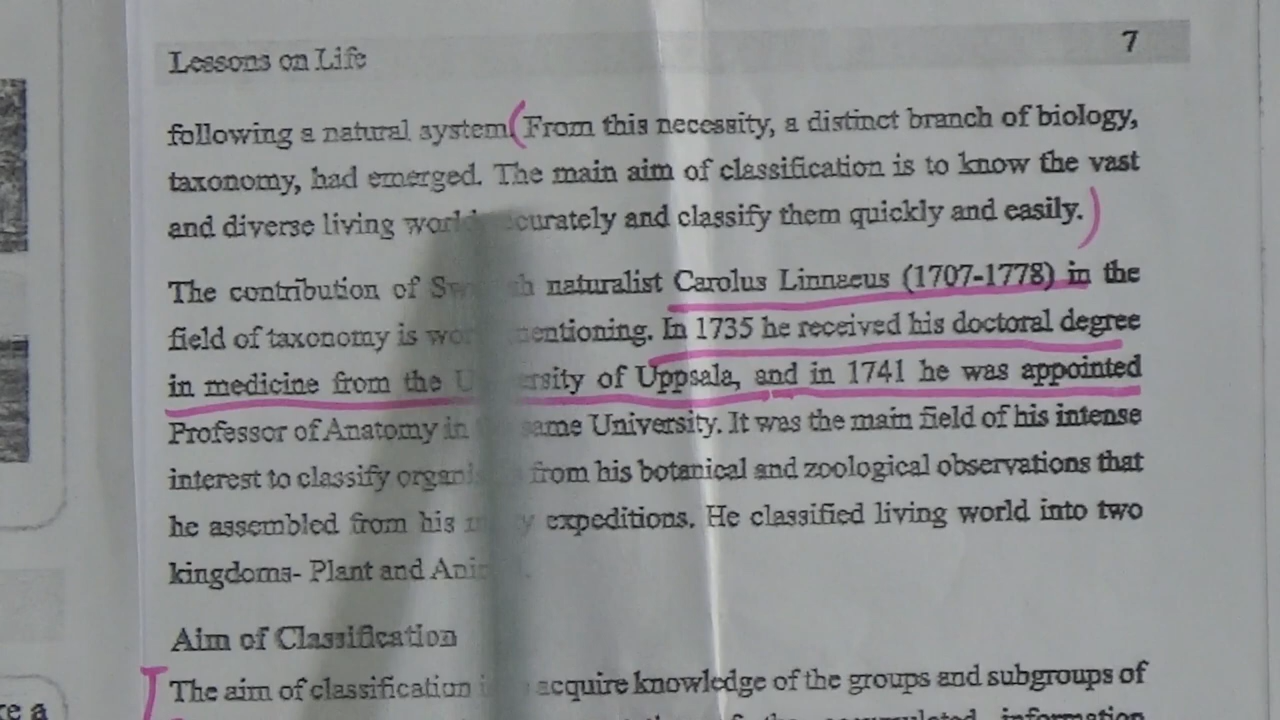 Lessons on Life 7
following a natural system. From this necessity, a distinct branch of biology,
taxonomy, had emerged. The main aim of classification is to know the vast
and diverse living and classify them quickly and easily.
The contribution of naturalist Carolus Linnaeus (1707-1778) in the
field of taxonomy is mentioning. In 1735 he received his doctoral degree
in medicine from the of Uppsala, and in 1741 he was appointed
Professor of Anatomy in same University. It was the main field of his intense
interest to classify from his botanical and zoological observations that
he assembled from his expeditions. He classified living world into two
kingdoms- Plant and
Aim of Classification
The aim of classification acquire knowledge of the groups and subgroups of
information